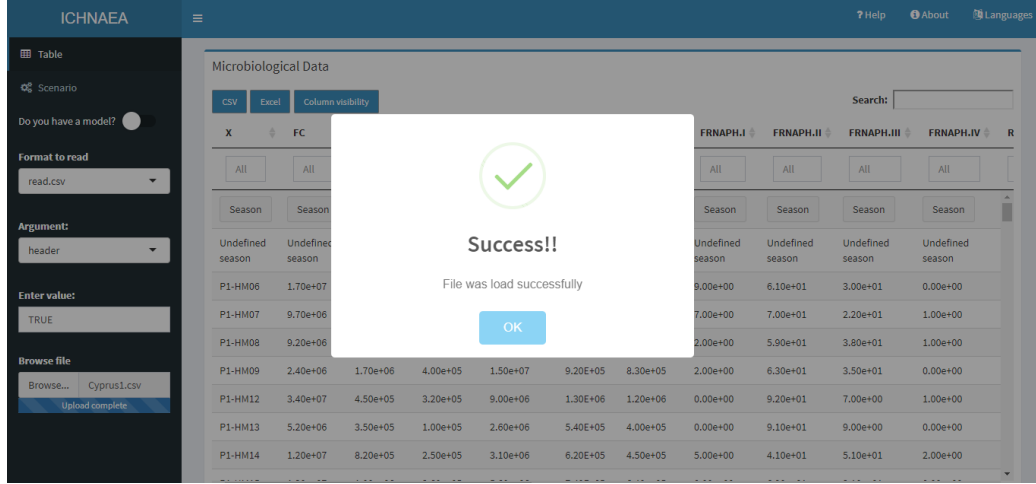 ICHNAEA
? Help About Languages
Table
Scenario
Do you have a model?
Format to read
read.csv
Argument:
header
Enter value:
TRUE
Browse file
Browse... Cyprus1.csv
Upload complete
Microbiological Data
CSV Excel Column visibility Search:
X FC FRNAPH.I FRNAPH.II FRNAPH.III FRNAPH.IV R
All All All All All All
Season Season Season Season Season Season
Undefined season Undefined season Undefined season Undefined season Undefined season Undefined season
P1-HM06 1.70e+07 9.00e+00 6.10e+01 3.00e+01 0.00e+00
P1-HM07 9.70e+06 7.00e+00 7.00e+01 2.20e+01 1.00e+00
P1-HM08 9.20e+06 2.00e+00 5.90e+01 3.80e+01 1.00e+00
P1-HM09 2.40e+06 1.70e+06 4.00e+05 1.50e+07 9.20E+05 8.30e+05 2.00e+00 6.30e+01 3.50e+01 0.00e+00
P1-HM12 3.40e+07 4.50e+05 3.20e+05 9.00e+06 1.30E+06 1.20e+06 0.00e+00 9.20e+01 7.00e+00 1.00e+00
P1-HM13 5.20e+06 3.50e+05 1.00e+05 2.60e+06 5.40E+05 4.00e+05 0.00e+00 9.10e+01 9.00e+00 0.00e+00
P1-HM14 1.20e+07 8.20e+05 2.50e+05 3.10e+06 6.20E+05 4.50e+05 5.00e+00 4.10e+01 5.10e+01 2.00e+00
Success!!
File was load successfully
OK